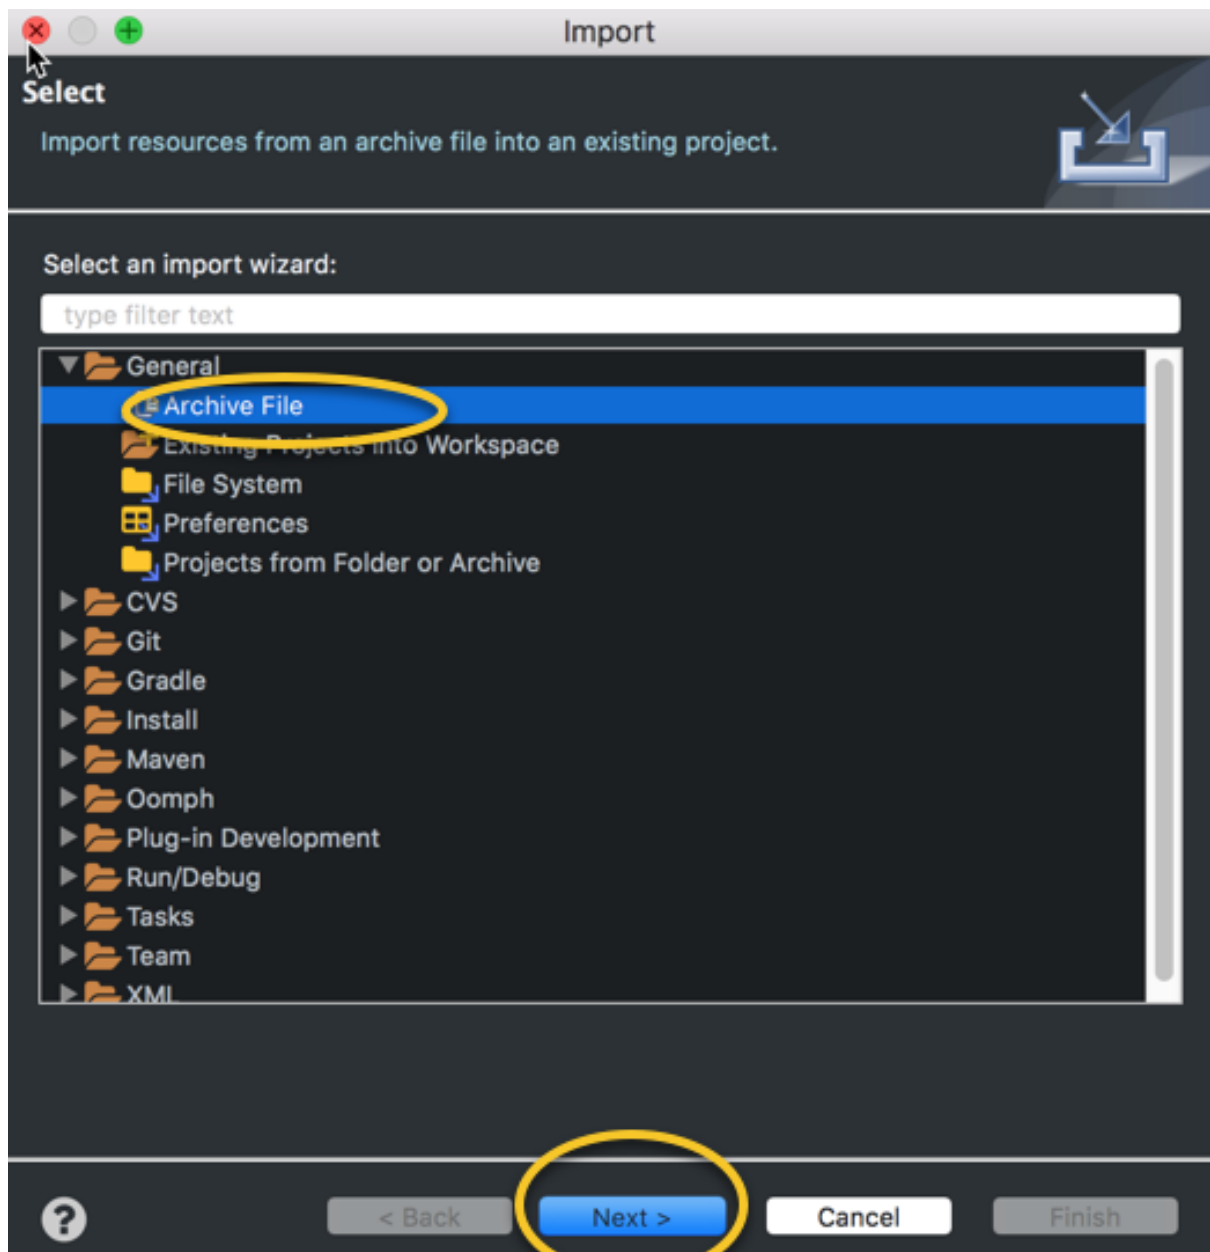 Import
Select
Import resources from an archive file into an existing project.
Select an import wizard:
type filter text
General
Archive File
Existing Projects into Workspace
File System
Preferences
Projects from Folder or Archive
CVS
Git
Gradle
Install
Maven
Oomph
Plug-in Development
Run/Debug
Tasks
Team
XML
?
< Back
Next >
Cancel
Finish